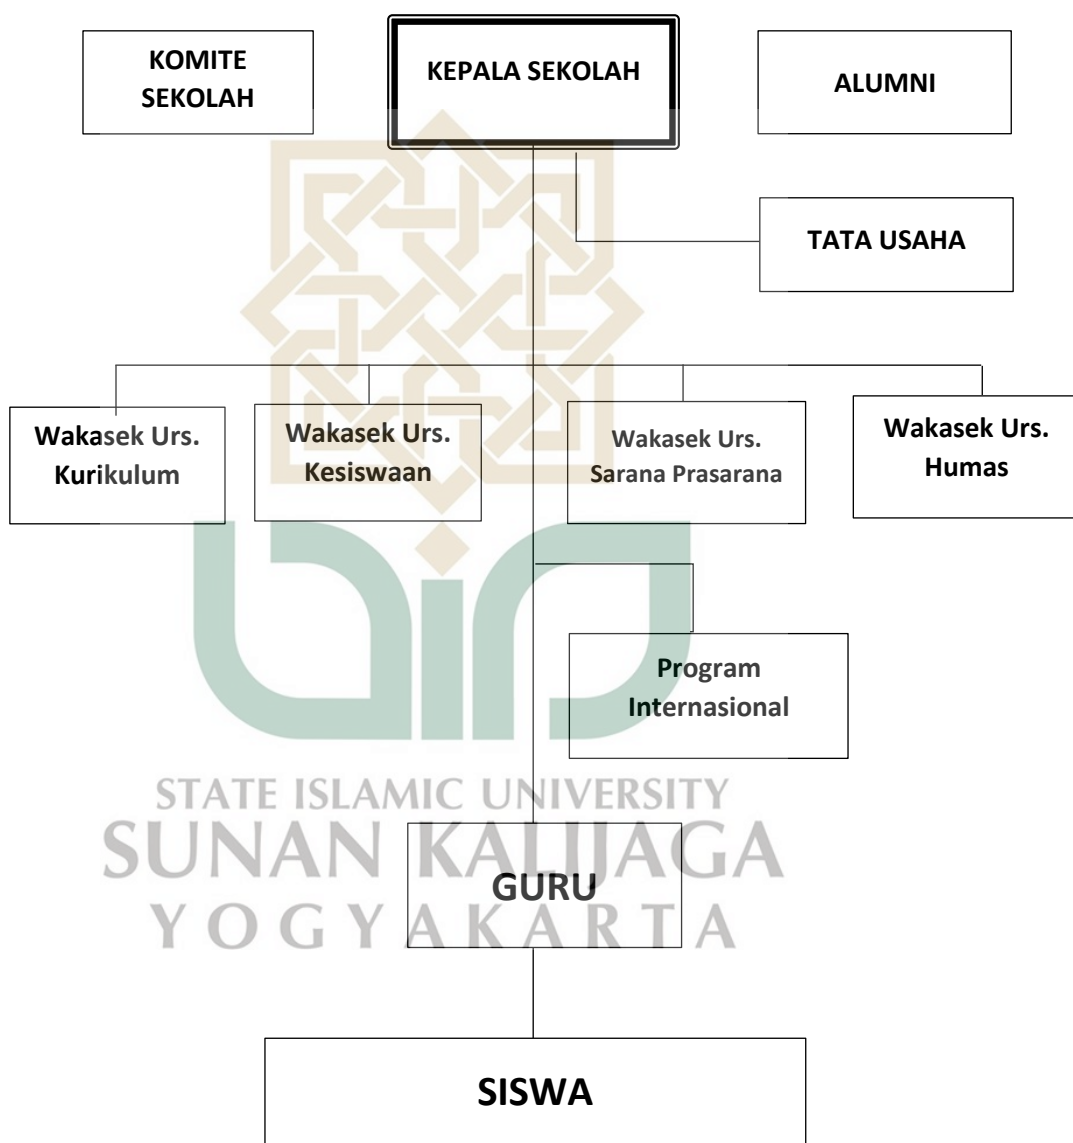 KOMITE
SEKOLAH
KEPALA SEKOLAH
ALUMNI
TATA USAHA
Wakasek Urs.
Kurikulum
Wakasek Urs.
Kesiswaan
Wakasek Urs.
Sarana Prasarana
Wakasek Urs.
Humas
Program
Internasional
STATE ISLAMIC UNIVERSITY
SUNAN KALIJAGA
GURU
YOGYAKARTA
SISWA